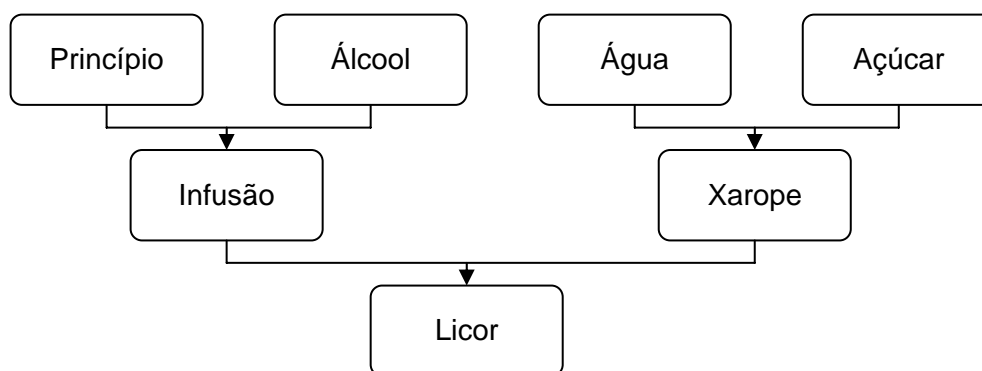 Princípio
Álcool
Água
Açúcar
Infusão
Xarope
Licor